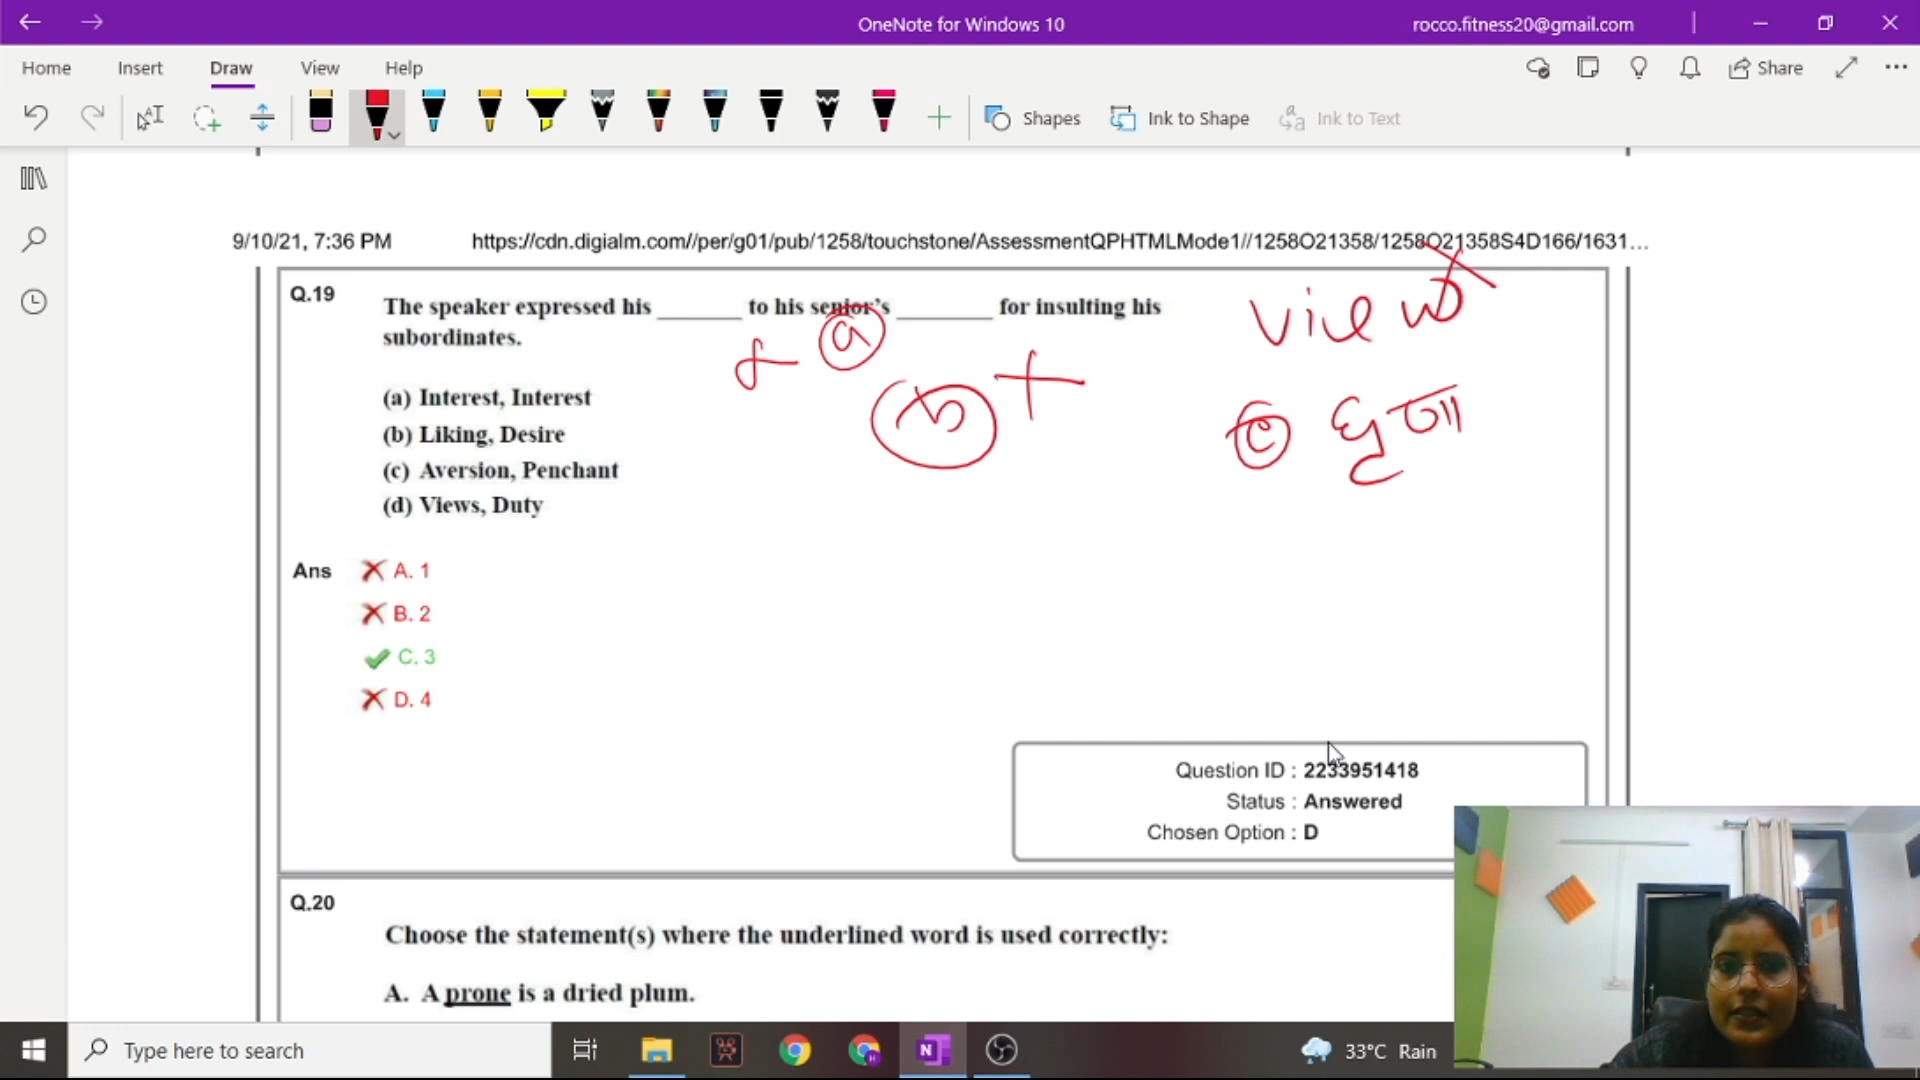 OneNote for Windows 10
rocco.fitness20@gmail.com
Home Insert Draw View Help
Share
Shapes Ink to Shape Ink to Text
9/10/21, 7:36 PM https://cdn.digialm.com//per/g01/pub/1258/touchstone/AssessmentQPHTMLMode1//1258O21358/1258O21358S4D166/1631...
Q.19 The speaker expressed his ________ to his senior's _________ for insulting his
subordinates.
view
a
b
c घृणा
(a) Interest, Interest
(b) Liking, Desire
(c) Aversion, Penchant
(d) Views, Duty
Ans A. 1
B. 2
C. 3
D. 4
Question ID : 2233951418
Status : Answered
Chosen Option : D
Q.20
Choose the statement(s) where the underlined word is used correctly:
A. A prone is a dried plum.
Type here to search
33°C Rain